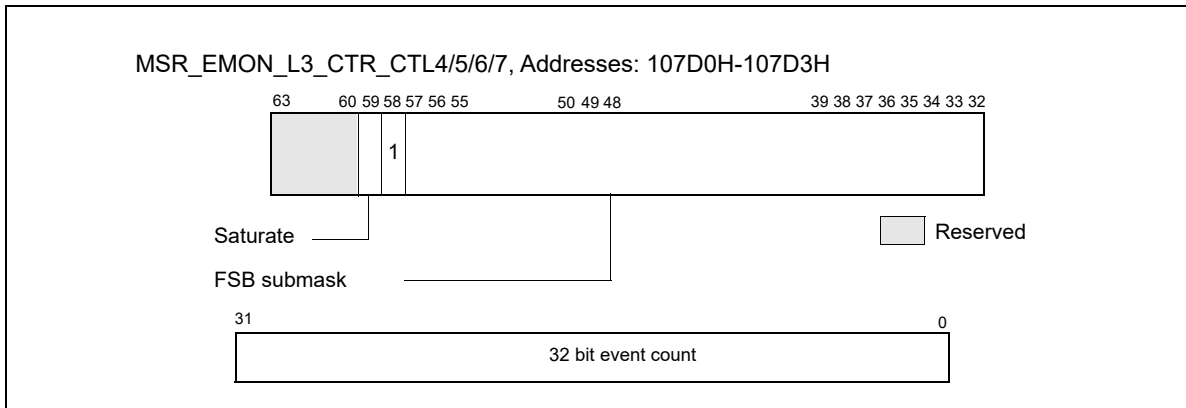 MSR_EMON_L3_CTR_CTL4/5/6/7, Addresses: 107D0H-107D3H
63 60 59 58 57 56 55 50 49 48 39 38 37 36 35 34 33 32
1
Saturate
Reserved
FSB submask
31 0
32 bit event count